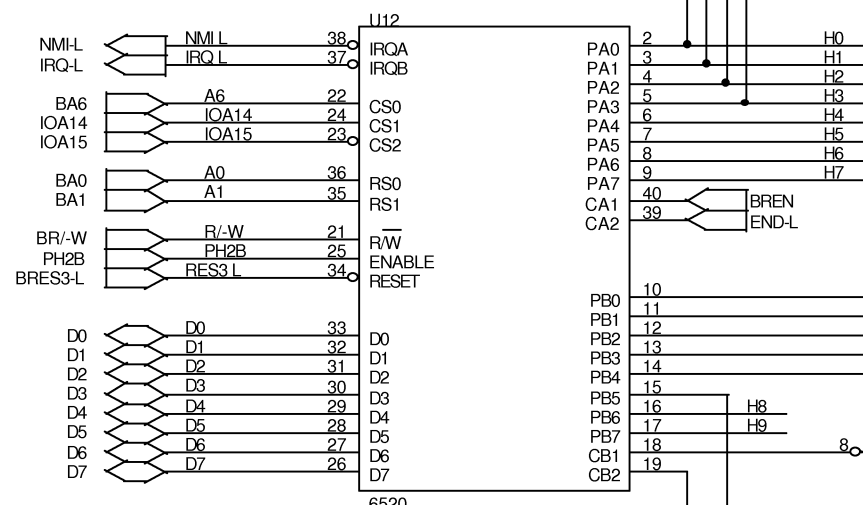 U12
NMI-L NMI L 38 IRQA PA0 2 H0
IRQ-L IRQ L 37 IRQB PA1 3 H1
PA2 4 H2
BA6 A6 22 CS0 PA3 5 H3
IOA14 IOA14 24 CS1 PA4 6 H4
IOA15 IOA15 23 CS2 PA5 7 H5
PA6 8 H6
BA0 A0 36 RS0 PA7 9 H7
BA1 A1 35 RS1 CA1 40 BREN
CA2 39 END-L
BR/-W R/-W 21 R/W
PH2B PH2B 25 ENABLE
BRES3-L RES3 L 34 RESET
PB0 10
PB1 11
D0 D0 33 D0 PB2 12
D1 D1 32 D1 PB3 13
D2 D2 31 D2 PB4 14
D3 D3 30 D3 PB5 15
D4 D4 29 D4 PB6 16 H8
D5 D5 28 D5 PB7 17 H9
D6 D6 27 D6 CB1 18 8
D7 D7 26 D7 CB2 19
6520